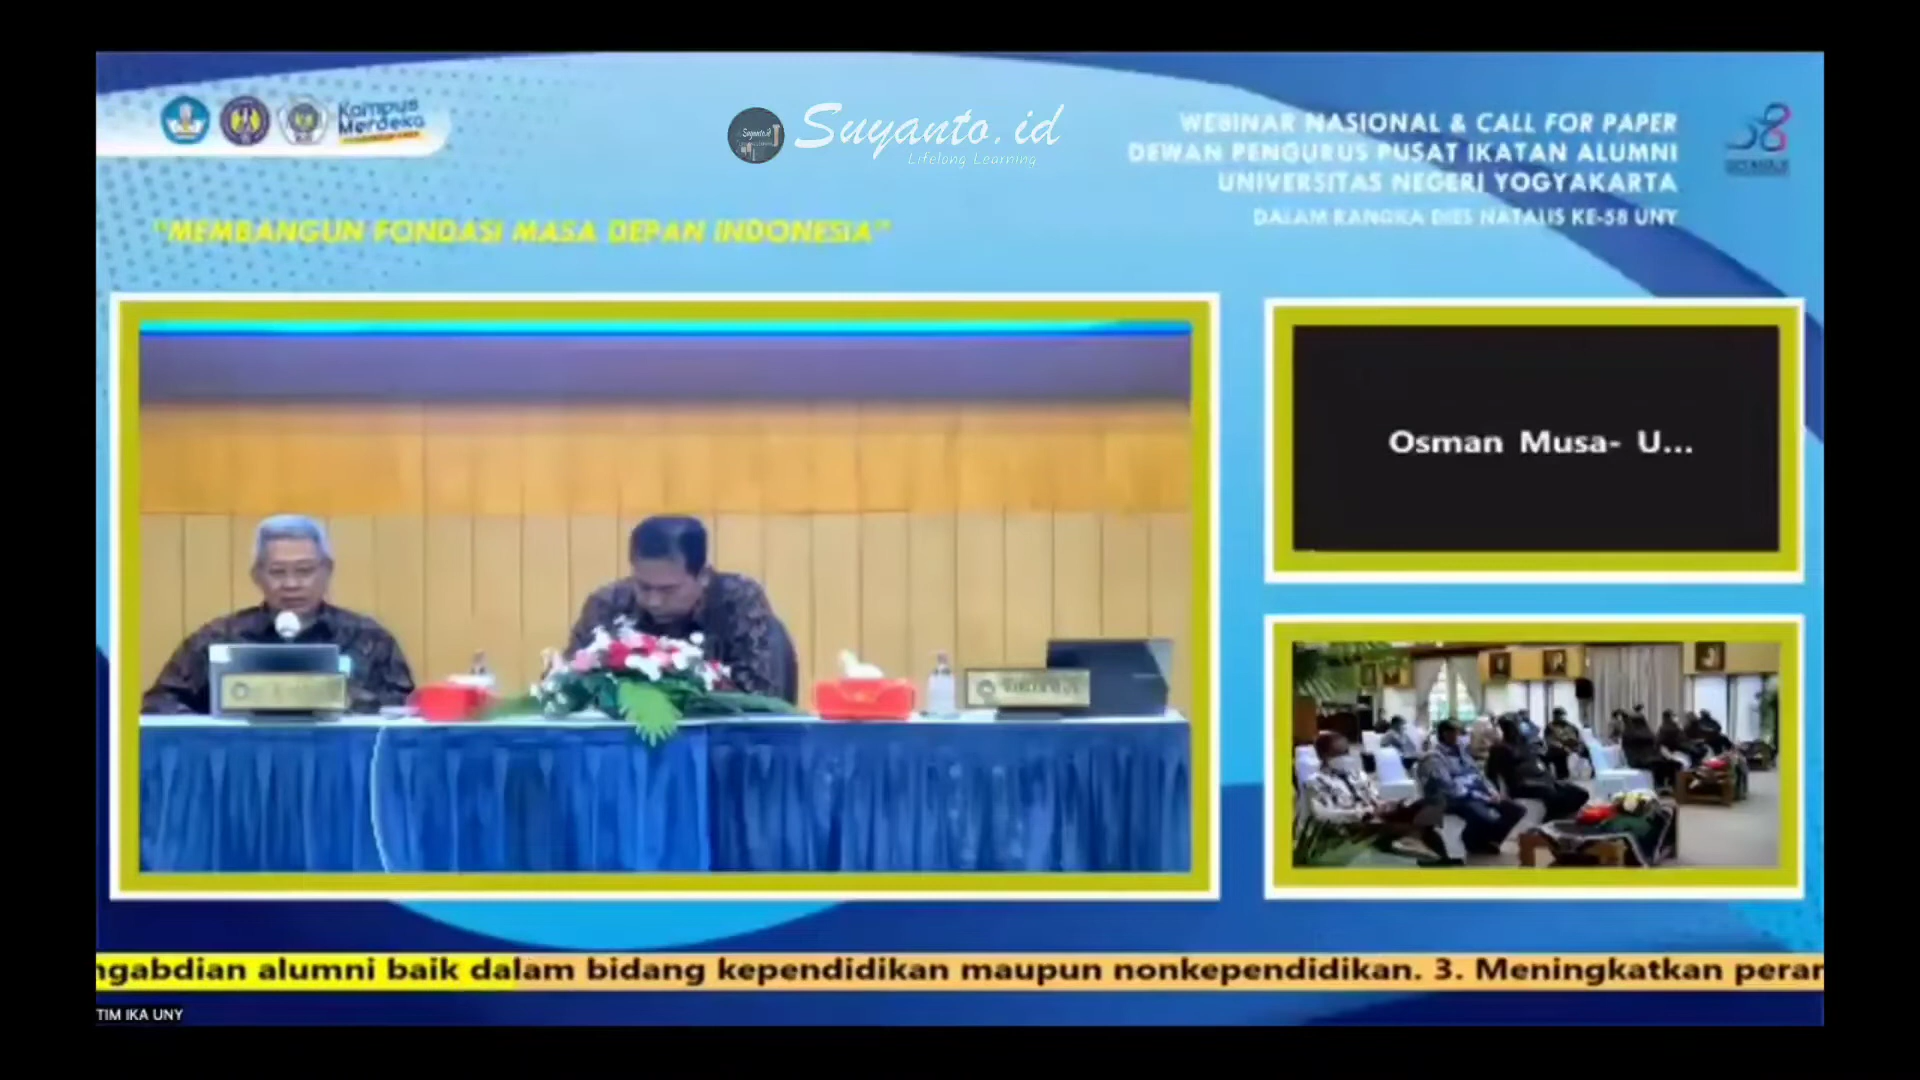 Kampus
Merdeka
Suyanto.id
Lifelong Learning
WEBINAR NASIONAL & CALL FOR PAPER
DEWAN PENGURUS PUSAT IKATAN ALUMNI
UNIVERSITAS NEGERI YOGYAKARTA
DALAM RANGKA DIES NATALIS KE-58 UNY
58
"MEMBANGUN FONDASI MASA DEPAN INDONESIA"
Osman Musa- U...
ngabdian alumni baik dalam bidang kependidikan maupun nonkependidikan. 3. Meningkatkan peran
TIM IKA UNY